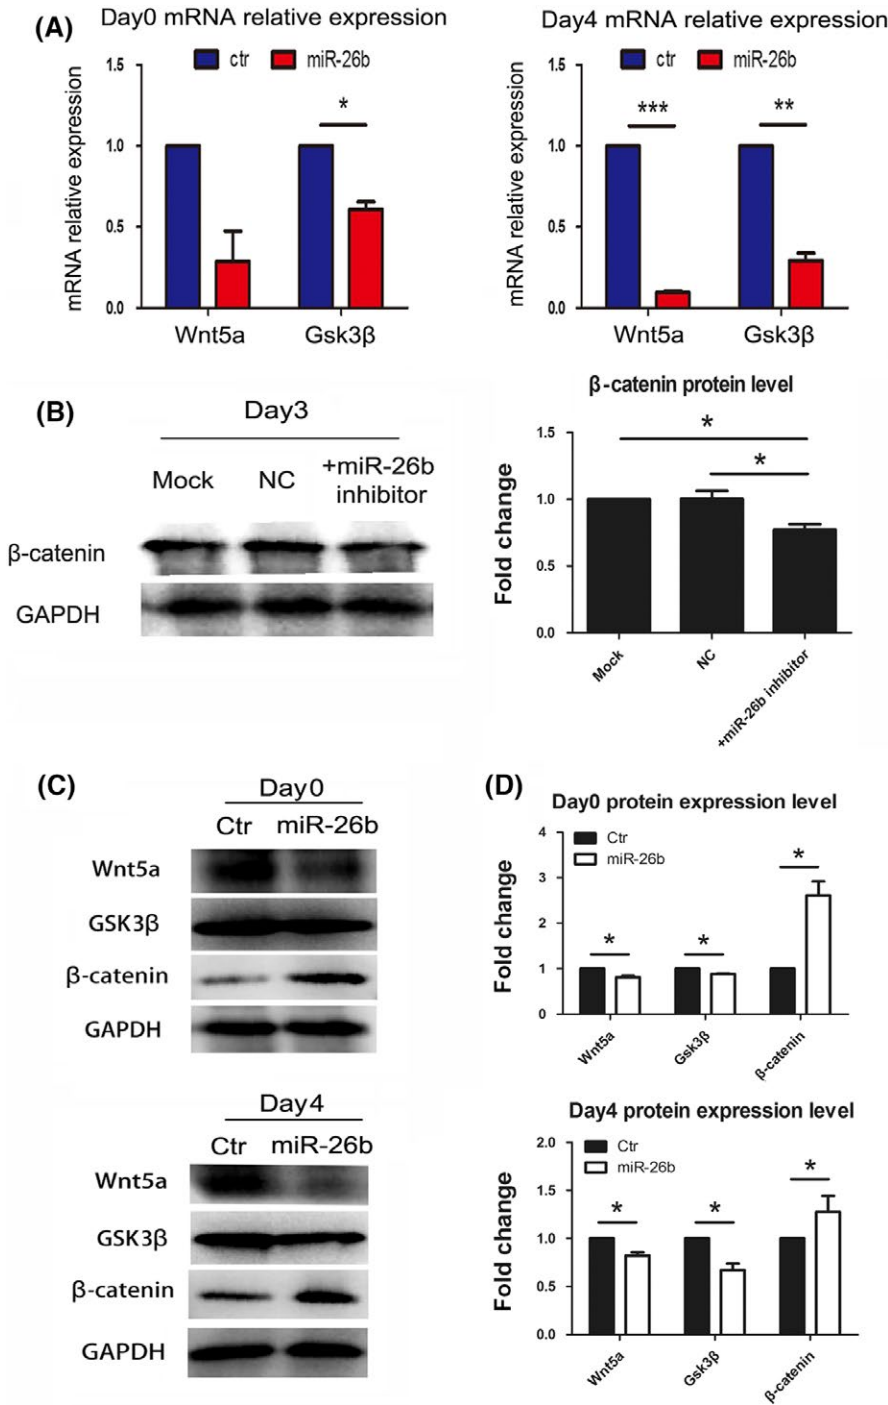 (A)
Day0 mRNA relative expression
ctr miR-26b
mRNA relative expression
1.5
1.0
0.5
0.0
*
Wnt5a Gsk3β
Day4 mRNA relative expression
ctr miR-26b
mRNA relative expression
1.5
1.0
0.5
0.0
*** **
Wnt5a Gsk3β
(B)
Day3
Mock NC +miR-26b
inhibitor
β-catenin
GAPDH
β-catenin protein level
Fold change
1.5
1.0
0.5
0.0
*
*
Mock NC +miR-26b inhibitor
(C)
Day0
Ctr miR-26b
Wnt5a
GSK3β
β-catenin
GAPDH
Day4
Ctr miR-26b
Wnt5a
GSK3β
β-catenin
GAPDH
(D)
Day0 protein expression level
Ctr
miR-26b
Fold change
4
3
2
1
0
* * *
Wnt5a Gsk3β β-catenin
Day4 protein expression level
Ctr
miR-26b
Fold change
2.0
1.5
1.0
0.5
0.0
* * *
Wnt5a Gsk3β β-catenin